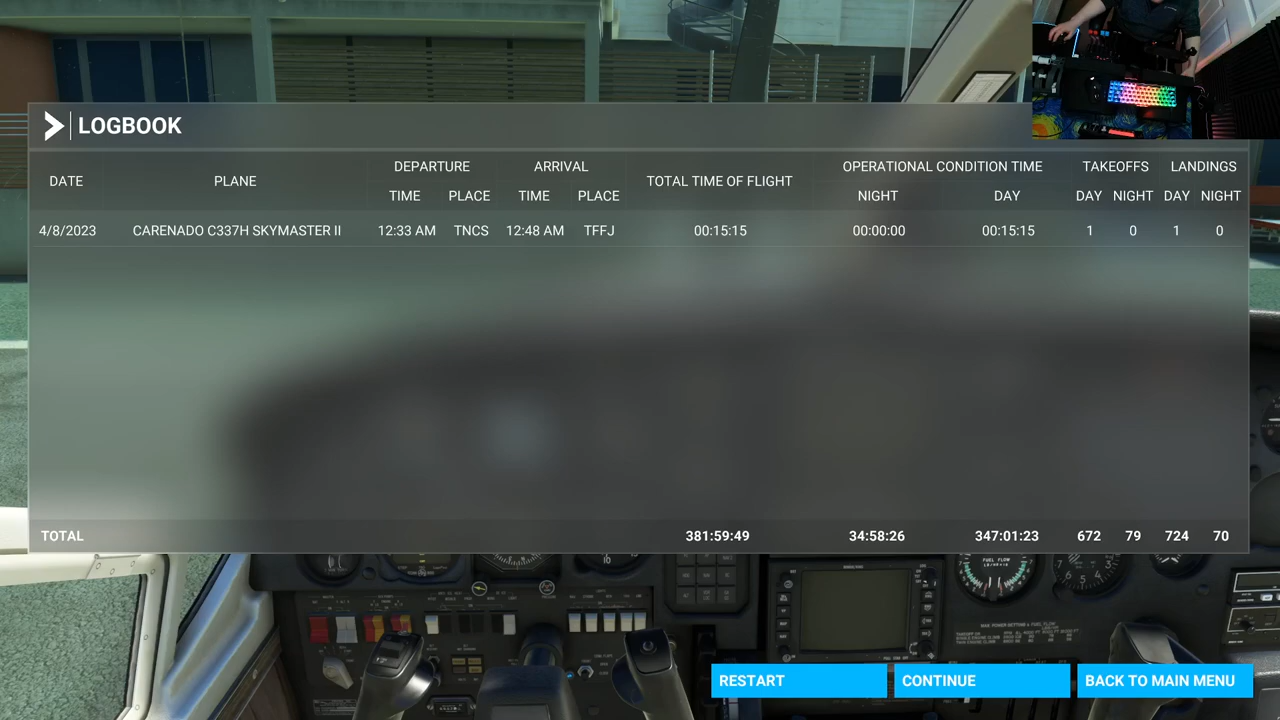 LOGBOOK
DEPARTURE ARRIVAL OPERATIONAL CONDITION TIME TAKEOFFS LANDINGS
DATE PLANE TOTAL TIME OF FLIGHT
TIME PLACE TIME PLACE NIGHT DAY DAY NIGHT DAY NIGHT
4/8/2023 CARENADO C337H SKYMASTER II 12:33 AM TNCS 12:48 AM TFFJ 00:15:15 00:00:00 00:15:15 1 0 1 0
TOTAL 381:59:49 34:58:26 347:01:23 672 79 724 70
FUEL FLOW
RESTART CONTINUE BACK TO MAIN MENU